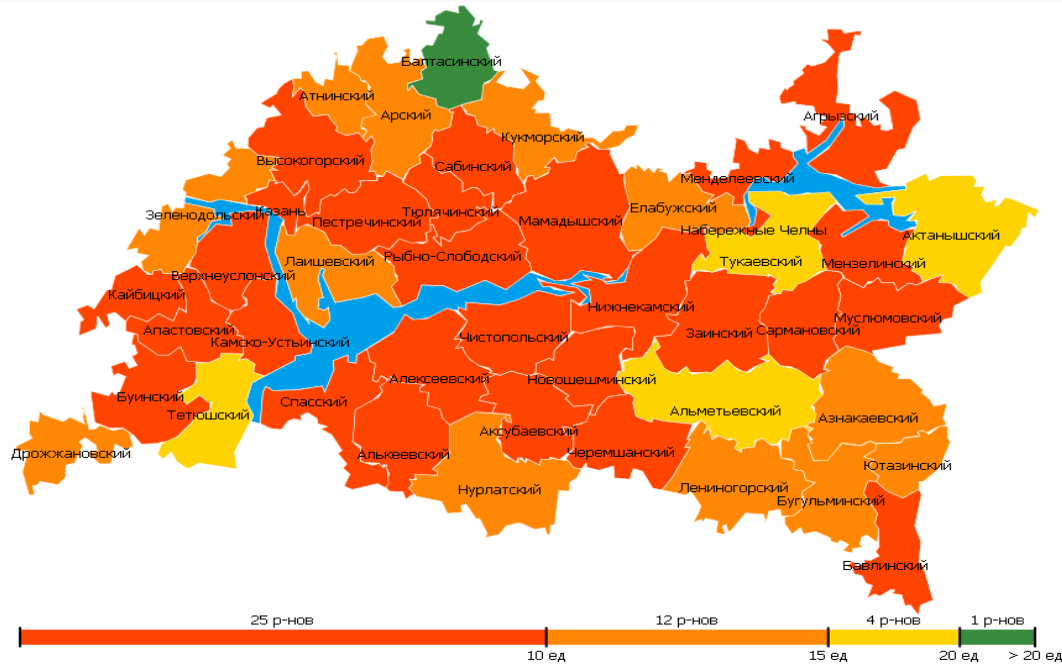 Балтасинский
Атнинский
Арский
Агрызский
Кукморский
Высокогорский
Сабинский
Менделеевский
Зеленодольский
Казань
Пестречинский
Тюлячинский
Мамадышский
Елабужский
Набережные Челны
Актанышский
Верхнеуслонский
Лаишевский
Рыбно-Слободский
Тукаевский
Мензелинский
Кайбицкий
Нижнекамский
Апастовский
Камско-Устьинский
Чистопольский
Заинский
Сармановский
Муслюмовский
Буинский
Тетюшский
Спасский
Алексеевский
Новошешминский
Альметьевский
Азнакаевский
Дрожжановский
Алькеевский
Аксубаевский
Черемшанский
Ютазинский
Нурлатский
Лениногорский
Бугульминский
Бавлинский
25 р-нов 12 р-нов 4 р-нов 1 р-нов
10 ед 15 ед 20 ед > 20 ед